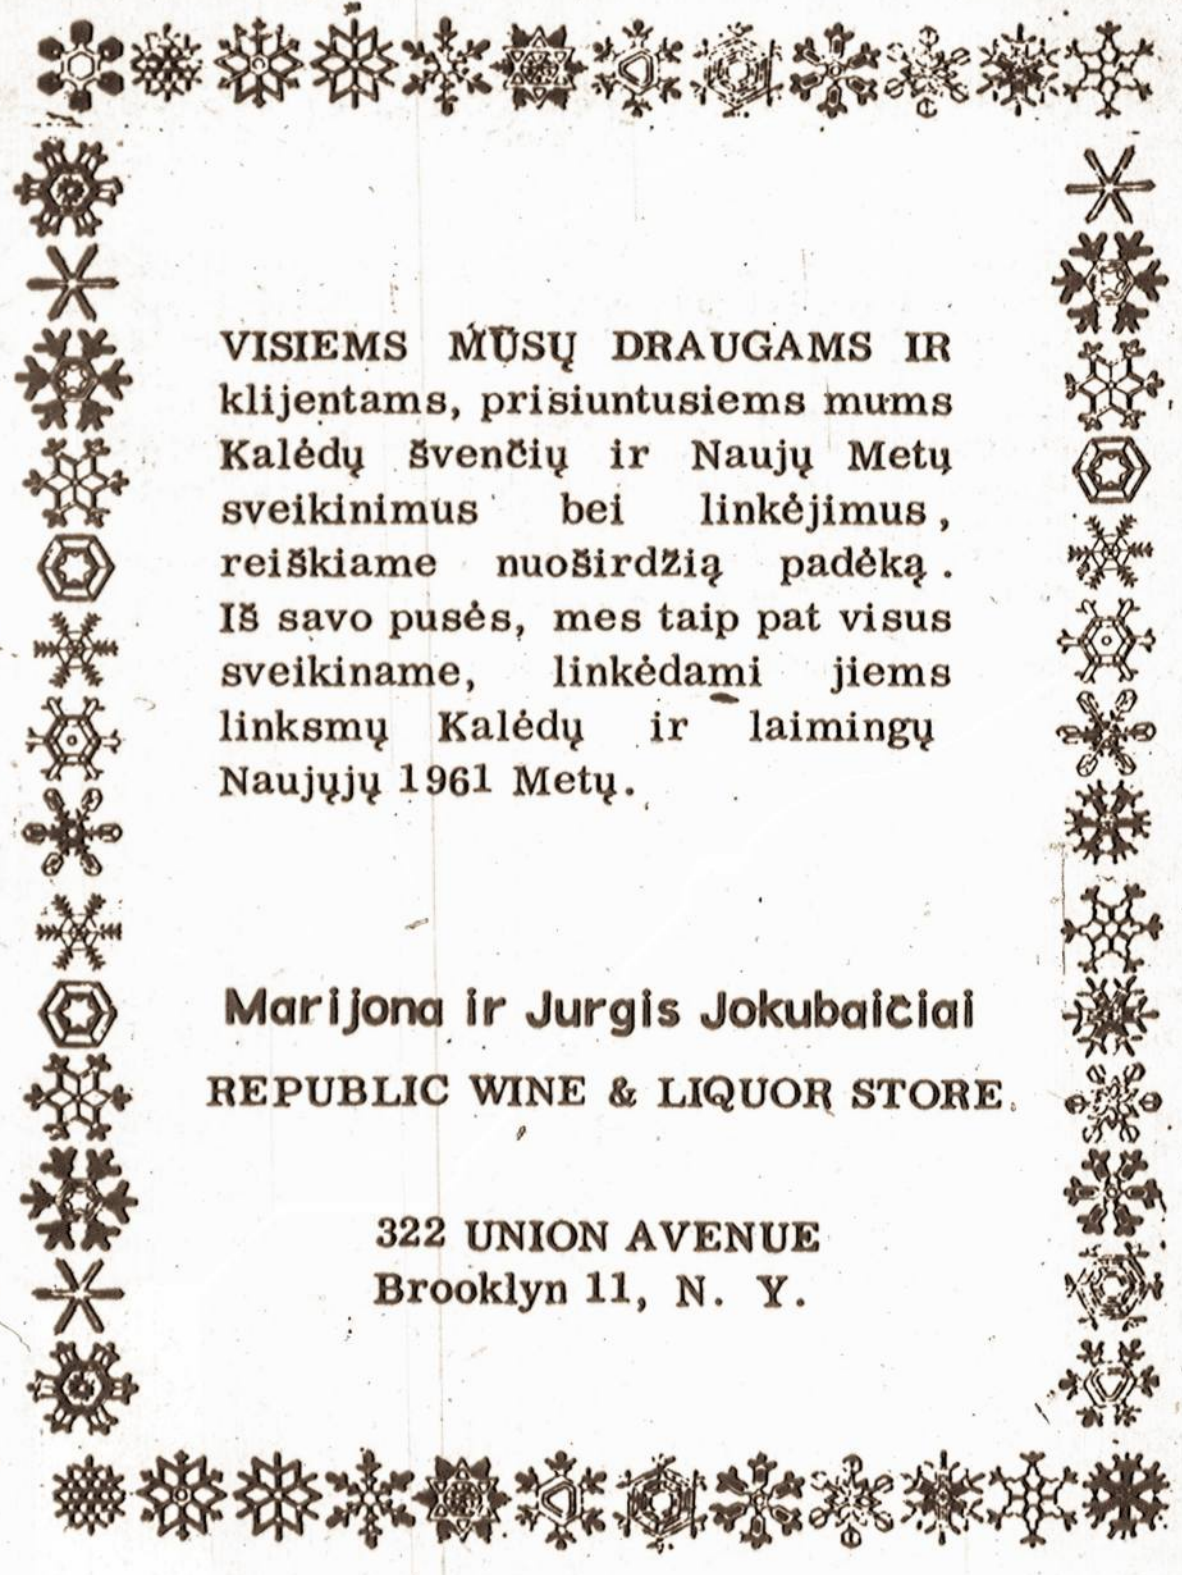 VISIEMS MŪSŲ DRAUGAMS IR
klijentams, prisiuntusiems mums
Kalėdų švenčių ir Naujų Metų
sveikinimus bei linkėjimus,
reiškiame nuoširdžią padėką.
Iš savo pusės, mes taip pat visus
sveikiname, linkėdami jiems
linksmų Kalėdų ir laimingų
Naujųjų 1961 Metų.
Marijona ir Jurgis Jokubaičiai
REPUBLIC WINE & LIQUOR STORE
322 UNION AVENUE
Brooklyn 11, N. Y.